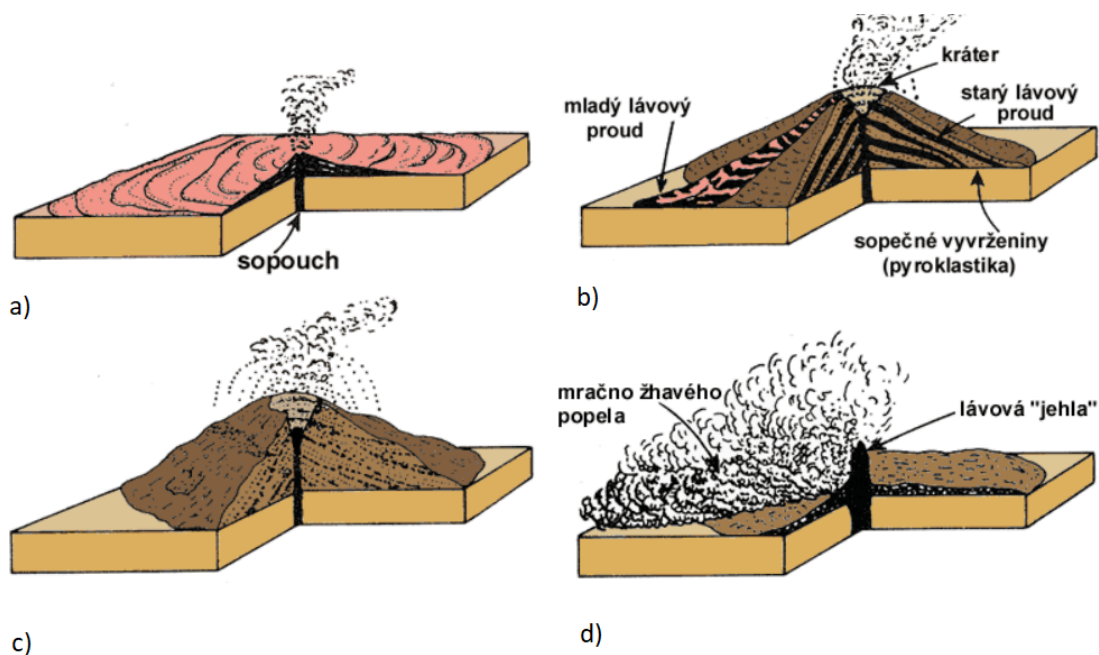 sopouch
a)
kráter
mladý lávový
proud
starý lávový
proud
sopečné vyvrženiny
(pyroklastika)
b)
c)
mračno žhavého
popela
lávová "jehla"
d)